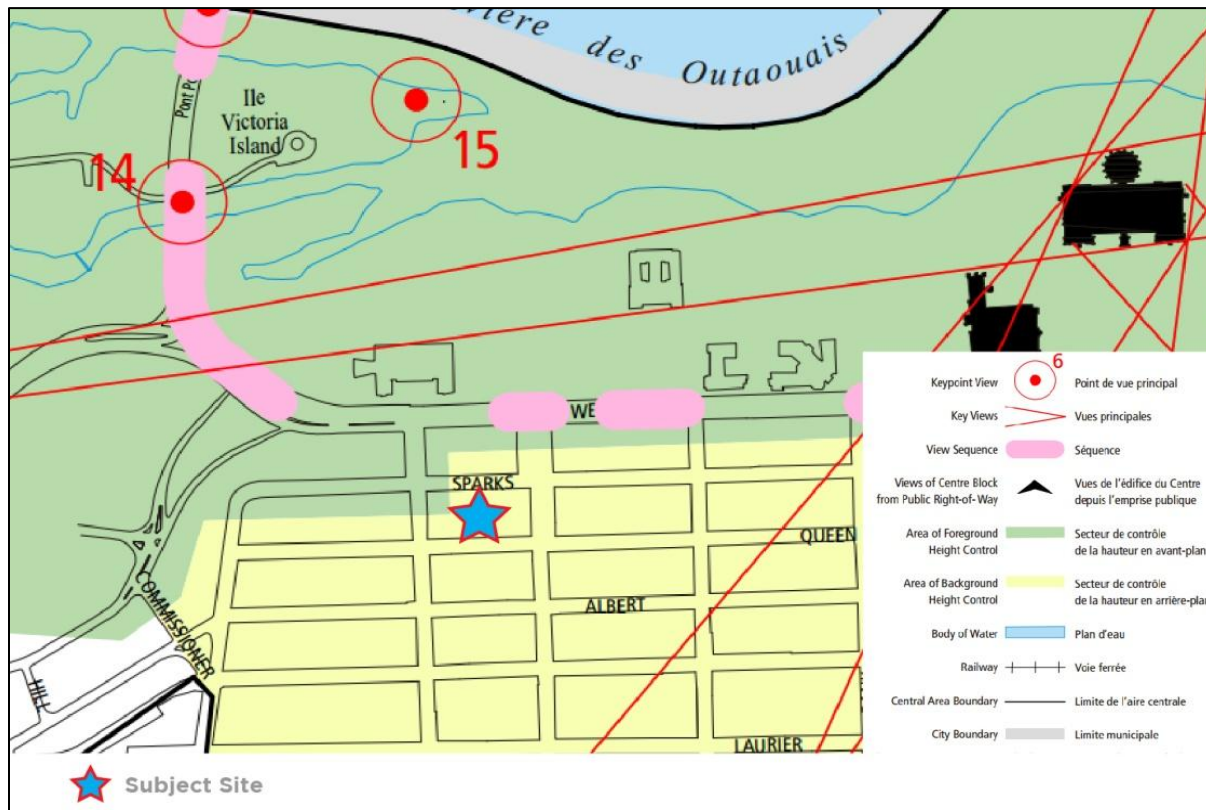 vière des Outaouais
Pont Po
Ile
Victoria
Island
15
14
WE
SPARKS
QUEEN
ALBERT
COMMISSIONER
HILL
LAURIER
6
Keypoint View
Point de vue principal
Key Views
Vues principales
View Sequence
Séquence
Views of Centre Block
from Public Right-of-Way
Vues de l'édifice du Centre
depuis l'emprise publique
Area of Foreground
Height Control
Secteur de contrôle
de la hauteur en avant-plan
Area of Background
Height Control
Secteur de contrôle
de la hauteur en arrière-plan
Body of Water
Plan d'eau
Railway
Voie ferrée
Central Area Boundary
Limite de l'aire centrale
City Boundary
Limite municipale
Subject Site